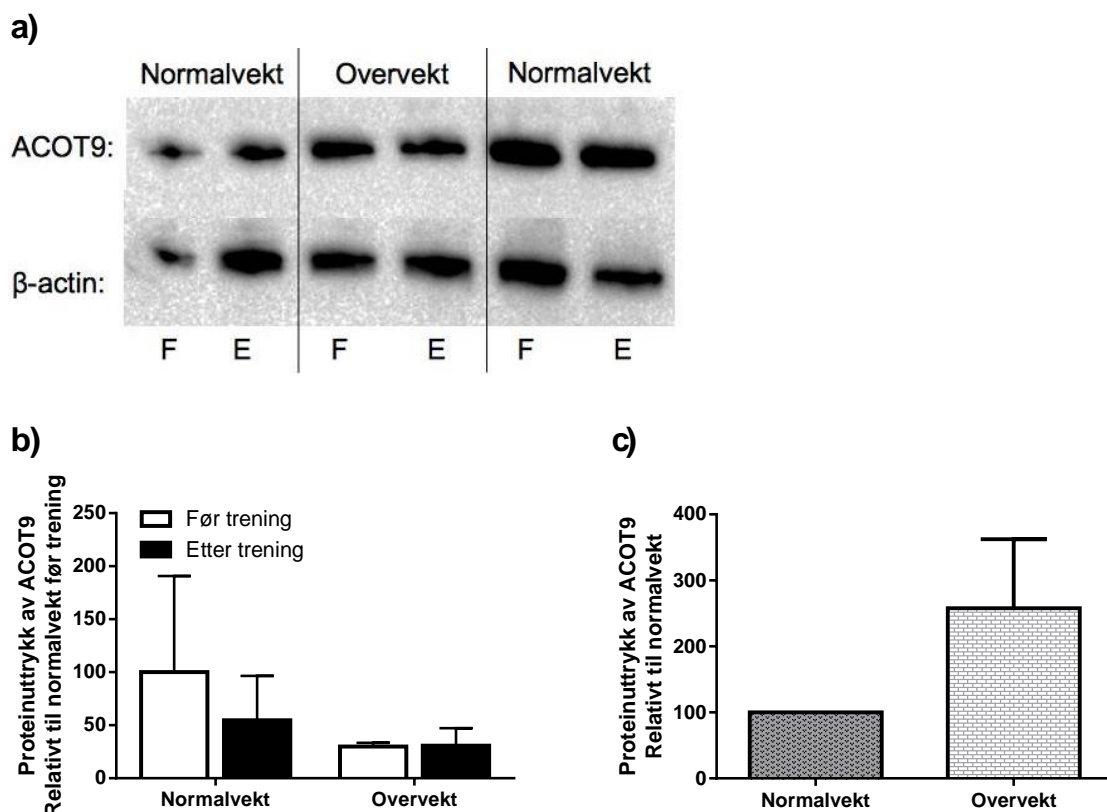 a)
Normalvekt Overvekt Normalvekt
ACOT9:
β-actin:
F E F E F E
b)
Proteinuttrykk av ACOT9
Relativt til normalvekt før trening
250
200
150
100
50
0
Før trening
Etter trening
Normalvekt Overvekt
c)
Proteinuttrykk av ACOT9
Relativt til normalvekt
400
300
200
100
0
Normalvekt Overvekt